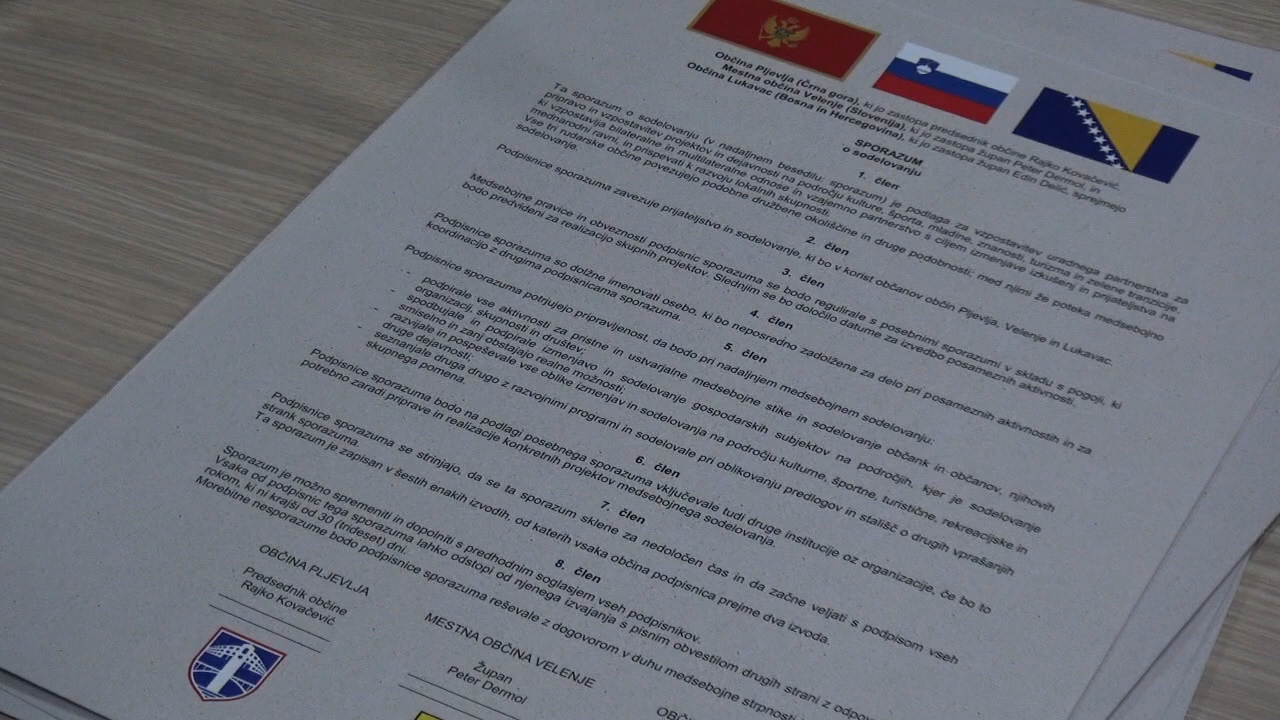 Občina Pljevlja (Črna gora), ki jo zastopa predsednik občine Rajko Kovačević,
Mestna občina Velenje (Slovenija), ki jo zastopa župan Peter Dermol, in
Občina Lukavac (Bosna in Hercegovina), ki jo zastopa župan Edin Delić, sprejmejo
SPORAZUM
o sodelovanju
1. člen
Ta sporazum o sodelovanju (v nadaljnem besedilu: sporazum) je podlaga za vzpostavitev uradnega partnerstva za
pripravo in vzpostavitev projektov in dejavnosti na področju kulture, športa, mladine, znanosti, turizma in zelene tranzicije,
ki vzpostavlja bilateralne in multilateralne odnose in vzajemno partnerstvo s ciljem izmenjave izkušenj in prijateljstva na
mednarodni ravni, in prispevati k razvoju lokalnih skupnosti.
Vse tri rudarske občine povezujejo podobne družbene okoliščine in druge podobnosti; med njimi že poteka medsebojno
sodelovanje.
2. člen
Podpisnice sporazuma zavezuje prijateljstvo in sodelovanje, ki bo v korist občanov občin Pljevlja, Velenje in Lukavac.
3. člen
Medsebojne pravice in obveznosti podpisnic sporazuma se bodo regulirale s posebnimi sporazumi v skladu s pogoji, ki
bodo predvideni za realizacijo skupnih projektov. Slednjim se bo določilo datume za izvedbo posameznih aktivnosti.
4. člen
Podpisnice sporazuma so dolžne imenovati osebo, ki bo neposredno zadolžena za delo pri posameznih aktivnostih in za
koordinacijo z drugima podpisnicama sporazuma.
5. člen
Podpisnice sporazuma potrjujejo pripravljenost, da bodo pri nadaljnjem medsebojnem sodelovanju:
- podpirale vse aktivnosti za pristne in ustvarjalne medsebojne stike in sodelovanje občank in občanov, njihovih
organizacij, skupnosti in društev;
- spodbujale in podpirale izmenjavo in sodelovanje gospodarskih subjektov na področjih, kjer je sodelovanje
smiselno in zanj obstajajo realne možnosti;
- razvijale in pospeševale vse oblike izmenjav in sodelovanja na področju kulturne, športne, turistične, rekreacijske in
druge dejavnosti;
- seznanjale druga drugo z razvojnimi programi in sodelovale pri oblikovanju predlogov in stališč o drugih vprašanjih
skupnega pomena.
6. člen
Podpisnice sporazuma bodo na podlagi posebnega sporazuma vključevale tudi druge institucije oz organizacije, če bo to
potrebno zaradi priprave in realizacije konkretnih projektov medsebojnega sodelovanja.
7. člen
Podpisnice sporazuma se strinjajo, da se ta sporazum sklene za nedoločen čas in da začne veljati s podpisom vseh
strank sporazuma.
Ta sporazum je zapisan v šestih enakih izvodih, od katerih vsaka občina podpisnica prejme dva izvoda.
8. člen
Sporazum je možno spremeniti in dopolniti s predhodnim soglasjem vseh podpisnikov.
Vsaka od podpisnic tega sporazuma lahko odstopi od njenega izvajanja s pisnim obvestilom drugih strani z
rokom, ki ni krajši od 30 (trideset) dni.
Morebitne nesporazume bodo podpisnice sporazuma reševale z dogovorom v duhu medsebojne strpnosti
OBČINA PLJEVLJA
Predsednik občine
Rajko Kovačević
MESTNA OBČINA VELENJE
Župan
Peter Dermol